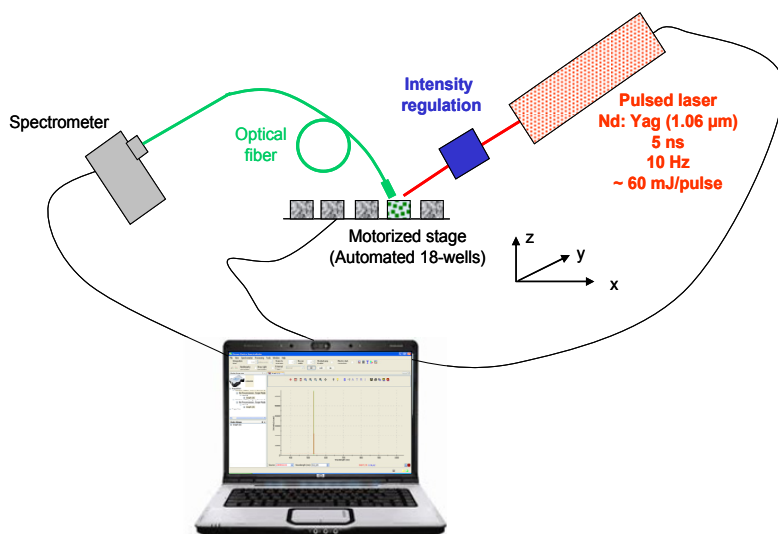 Intensity
regulation
Pulsed laser
Nd: Yag (1.06 µm)
5 ns
10 Hz
~ 60 mJ/pulse
Spectrometer
Optical
fiber
Motorized stage
(Automated 18-wells)
z
y
x